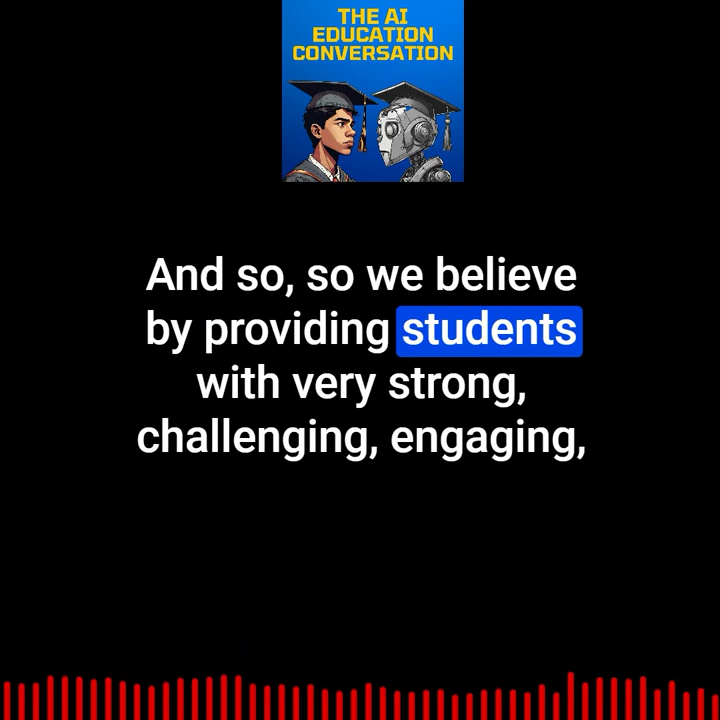 THE AI
EDUCATION
CONVERSATION
And so, so we believe
by providing students
with very strong,
challenging, engaging,